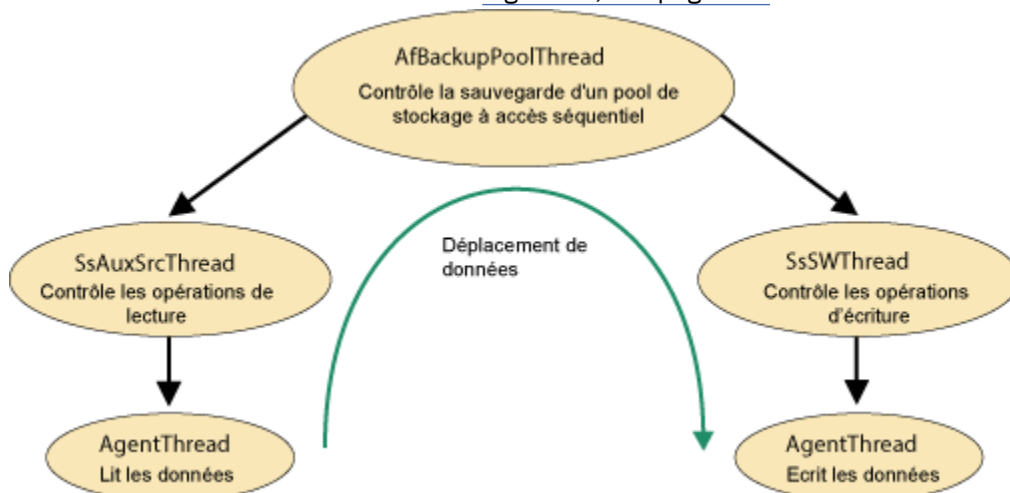 AfBackupPoolThread
Contrôle la sauvegarde d'un pool de
stockage à accès séquentiel
Déplacement de
données
SsAuxSrcThread
Contrôle les opérations de
lecture
SsSWThread
Contrôle les opérations
d'écriture
AgentThread
Lit les données
AgentThread
Ecrit les données